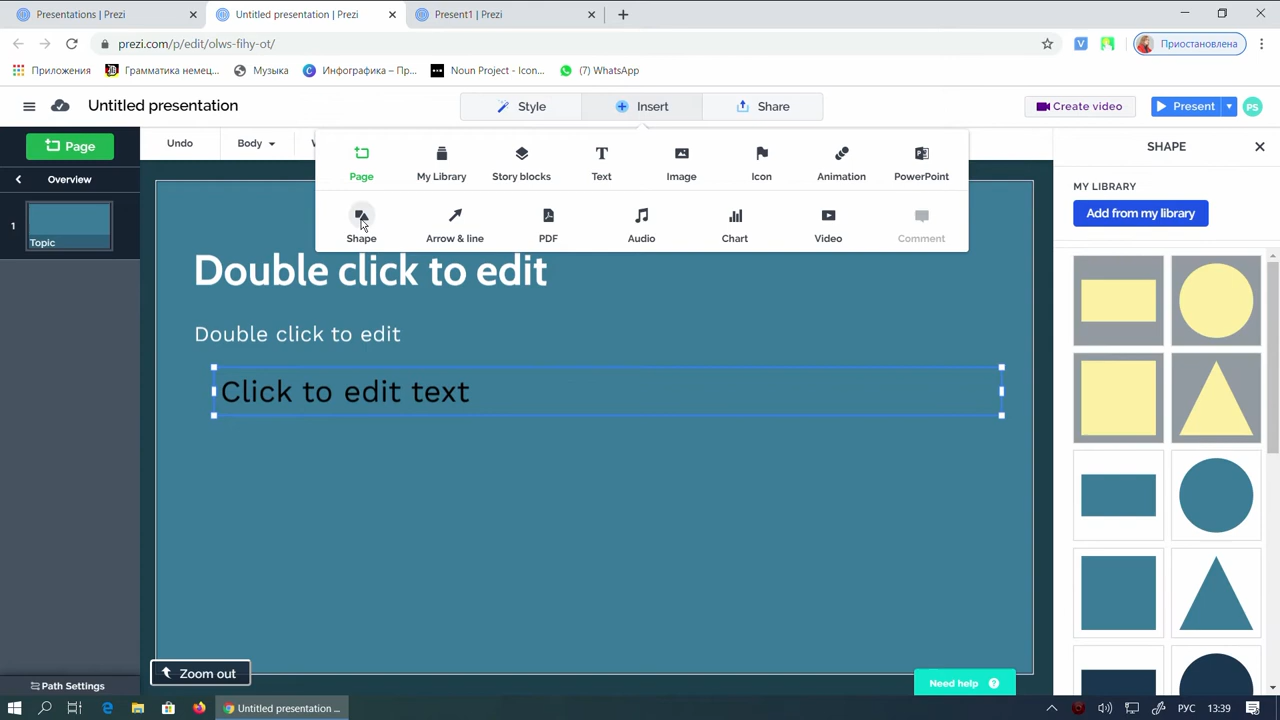 Presentations | Prezi
Untitled presentation | Prezi
Present1 | Prezi
prezi.com/p/edit/olws-fihy-ot/
Приостановлена
Приложения
Грамматика немец...
Музыка
Инфографика – Пр...
Noun Project - Icon...
(7) WhatsApp
Untitled presentation
Style
Insert
Share
Create video
Present
PS
Page
Undo
Body
Overview
Page
My Library
Story blocks
Text
Image
Icon
Animation
PowerPoint
Shape
Arrow & line
PDF
Audio
Chart
Video
Comment
SHAPE
MY LIBRARY
Add from my library
1
Topic
Double click to edit
Double click to edit
Click to edit text
Zoom out
Path Settings
Need help ?
Untitled presentation ...
РУС
13:39